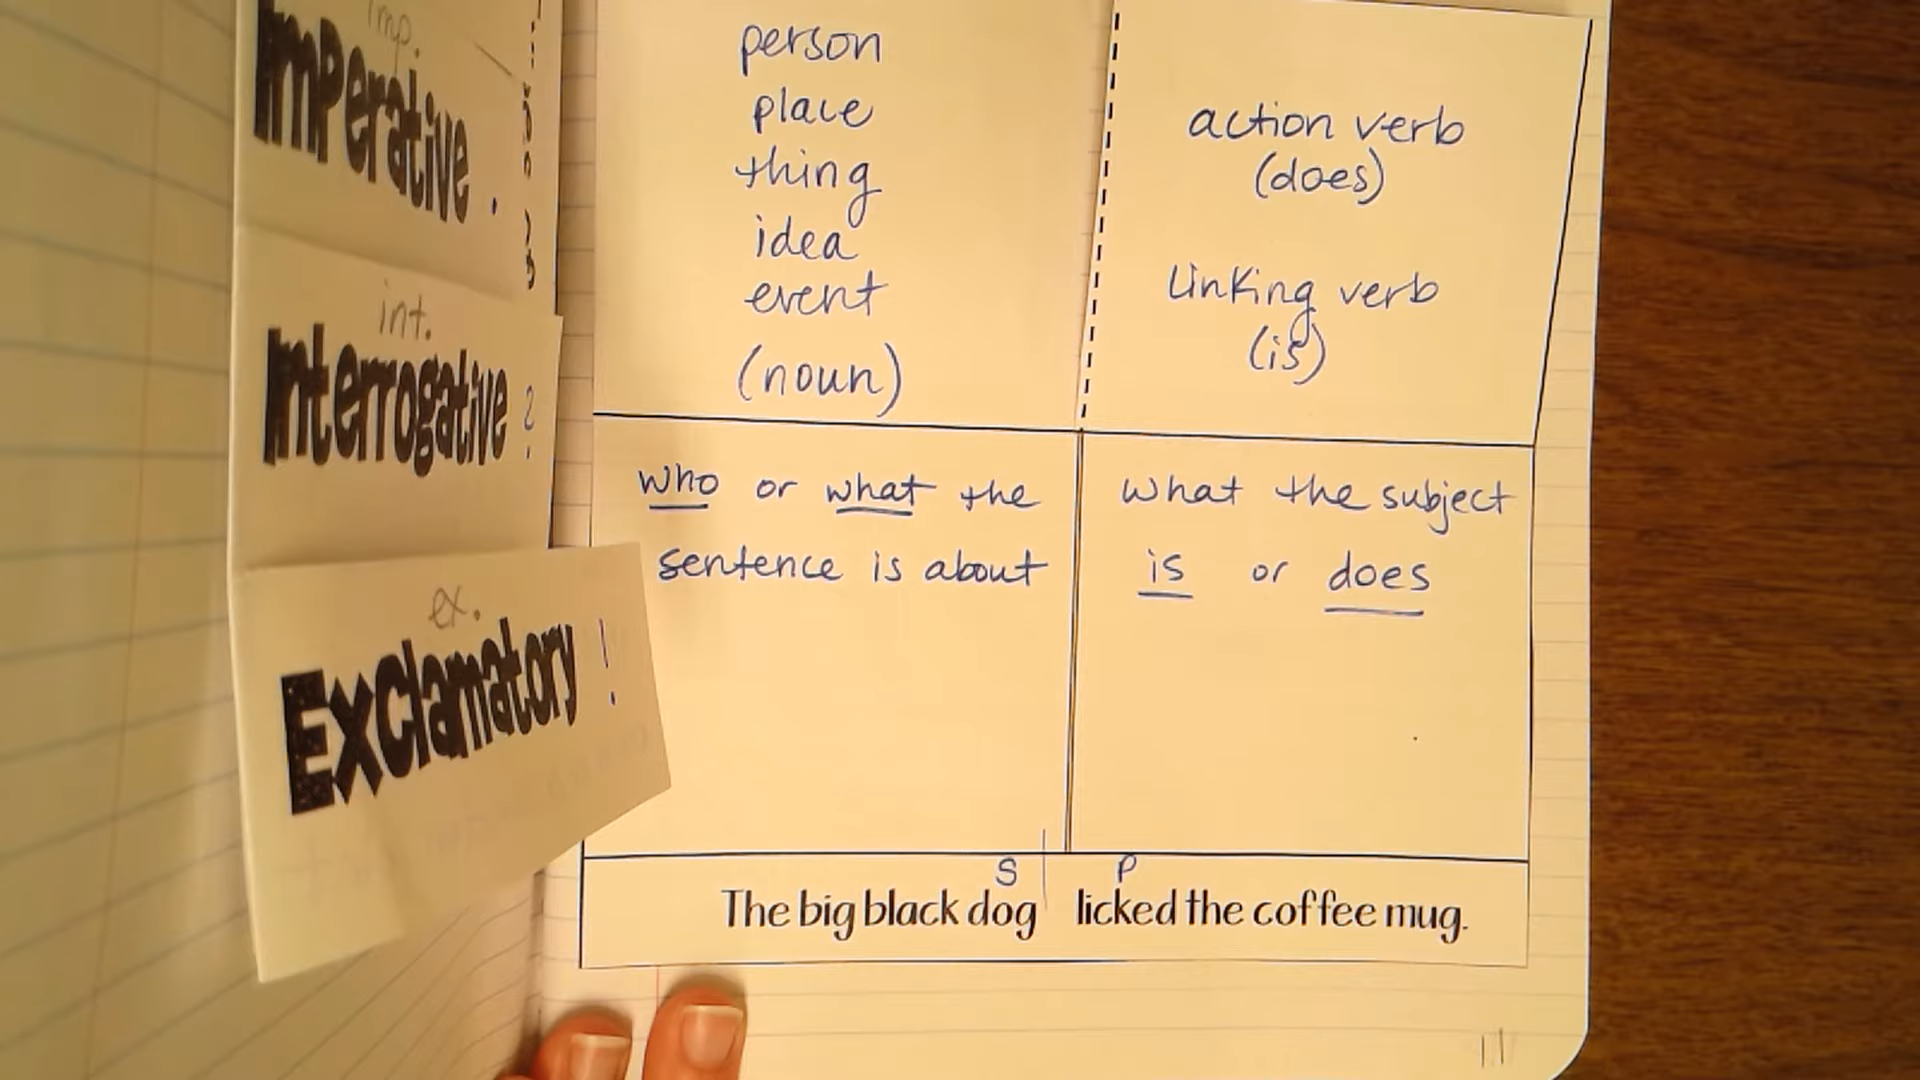 imp.
Imperative .
int.
Interrogative ?
ex.
Exclamatory !
person
place
thing
idea
event
(noun)
action verb
(does)
linking verb
(is)
who or what the
sentence is about
what the subject
is or does
S P
The big black dog licked the coffee mug.
11